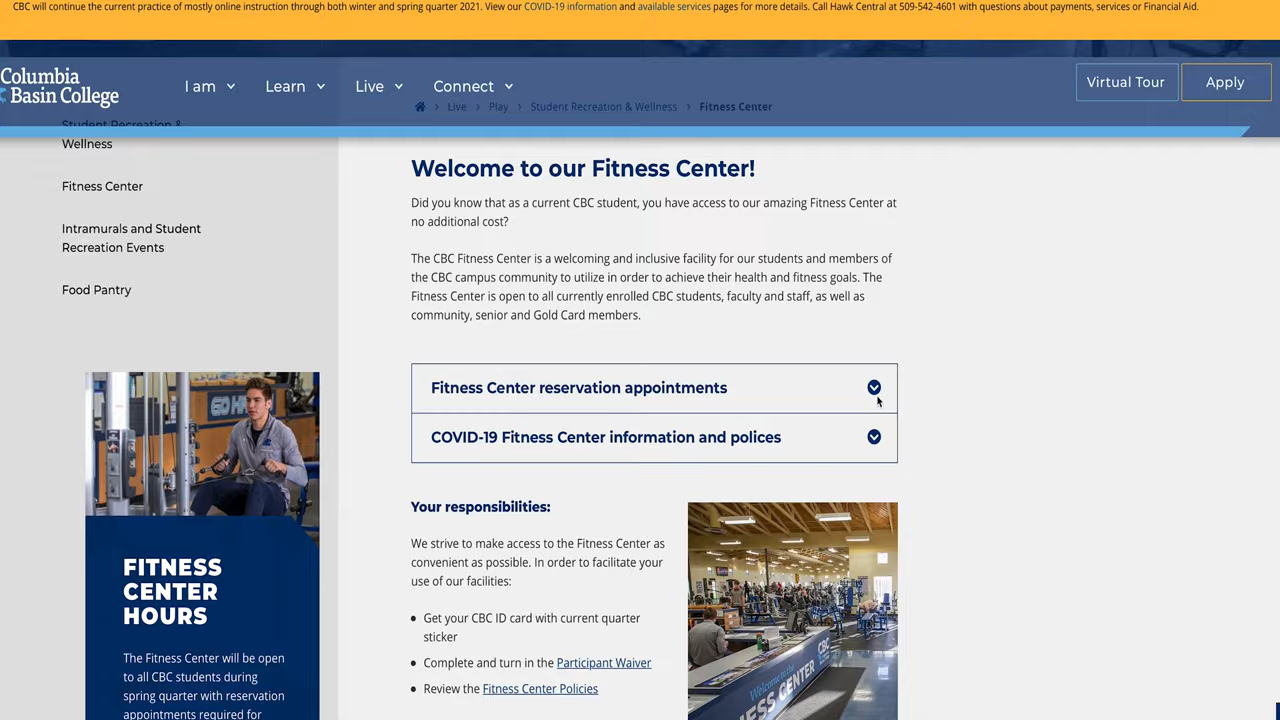 CBC will continue the current practice of mostly online instruction through both winter and spring quarter 2021. View our COVID-19 information and available services pages for more details. Call Hawk Central at 509-542-4601 with questions about payments, services or Financial Aid.
Columbia
Basin College
I am
Learn
Live
Connect
Virtual Tour
Apply
Live
Play
Student Recreation & Wellness
Fitness Center
Student Recreation &
Wellness
Fitness Center
Intramurals and Student
Recreation Events
Food Pantry
Welcome to our Fitness Center!
Did you know that as a current CBC student, you have access to our amazing Fitness Center at
no additional cost?
The CBC Fitness Center is a welcoming and inclusive facility for our students and members of
the CBC campus community to utilize in order to achieve their health and fitness goals. The
Fitness Center is open to all currently enrolled CBC students, faculty and staff, as well as
community, senior and Gold Card members.
Fitness Center reservation appointments
COVID-19 Fitness Center information and polices
Your responsibilities:
We strive to make access to the Fitness Center as
convenient as possible. In order to facilitate your
use of our facilities:
Get your CBC ID card with current quarter
sticker
Complete and turn in the Participant Waiver
Review the Fitness Center Policies
GO H
FITNESS
CENTER
HOURS
The Fitness Center will be open
to all CBC students during
spring quarter with reservation
appointments required for
Welcome to the
CBC
FITNESS CENTER